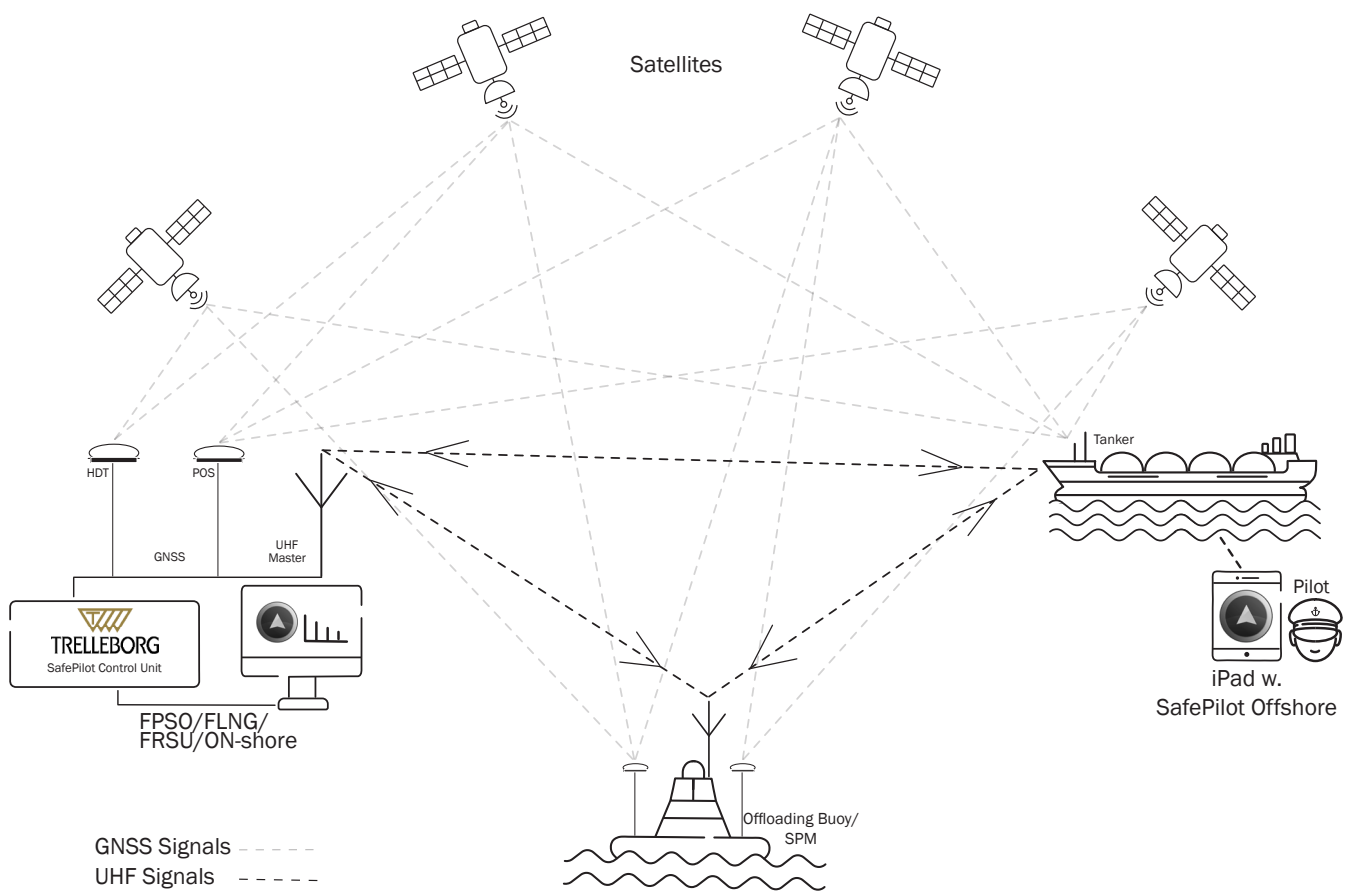 Satellites
HDT
POS
Tanker
GNSS
UHF
Master
TRELLEBORG
SafePilot Control Unit
FPSO/FLNG/
FRSU/ON-shore
Pilot
iPad w.
SafePilot Offshore
Offloading Buoy/
SPM
GNSS Signals
UHF Signals